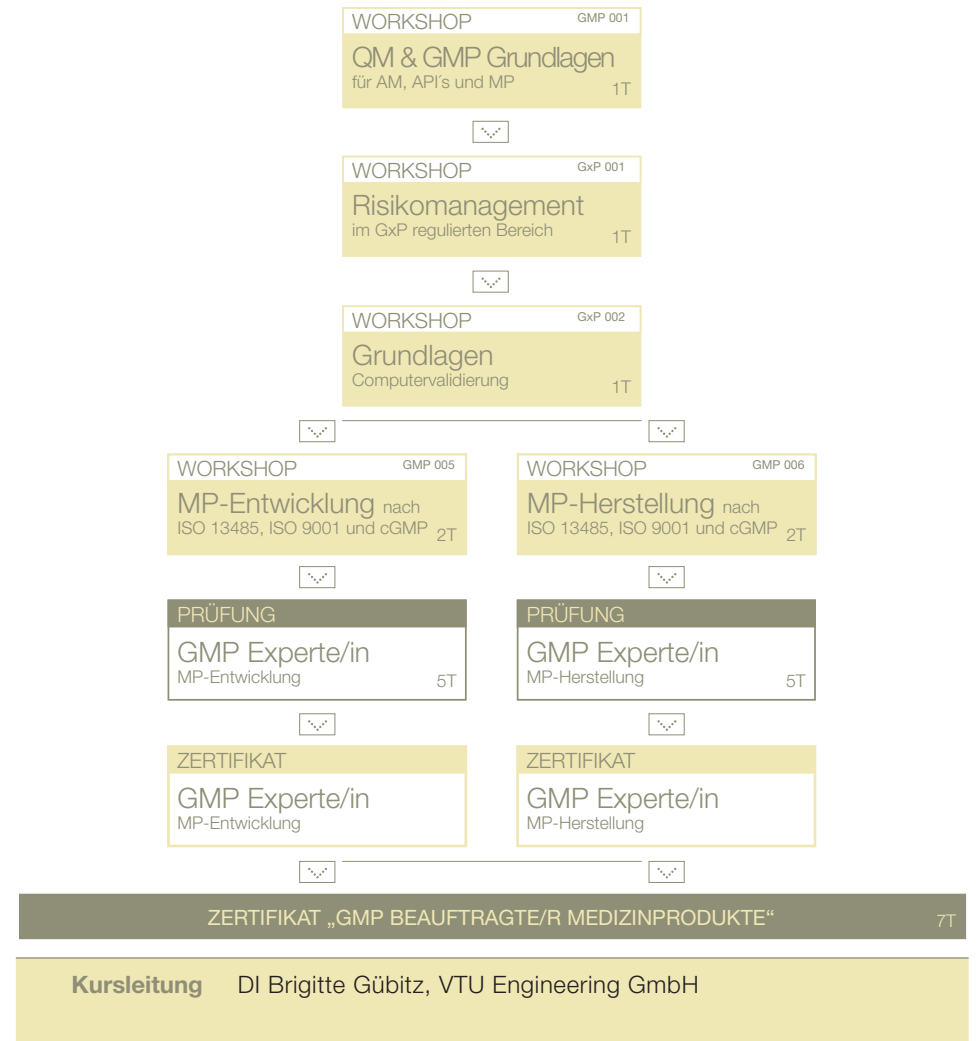 WORKSHOP GMP 001
QM & GMP Grundlagen
für AM, API´s und MP 1T
WORKSHOP GxP 001
Risikomanagement
im GxP regulierten Bereich 1T
WORKSHOP GxP 002
Grundlagen
Computervalidierung 1T
WORKSHOP GMP 005
MP-Entwicklung nach
ISO 13485, ISO 9001 und cGMP 2T
WORKSHOP GMP 006
MP-Herstellung nach
ISO 13485, ISO 9001 und cGMP 2T
PRÜFUNG
GMP Experte/in
MP-Entwicklung 5T
PRÜFUNG
GMP Experte/in
MP-Herstellung 5T
ZERTIFIKAT
GMP Experte/in
MP-Entwicklung
ZERTIFIKAT
GMP Experte/in
MP-Herstellung
ZERTIFIKAT „GMP BEAUFTRAGTE/R MEDIZINPRODUKTE“ 7T
Kursleitung DI Brigitte Gübitz, VTU Engineering GmbH